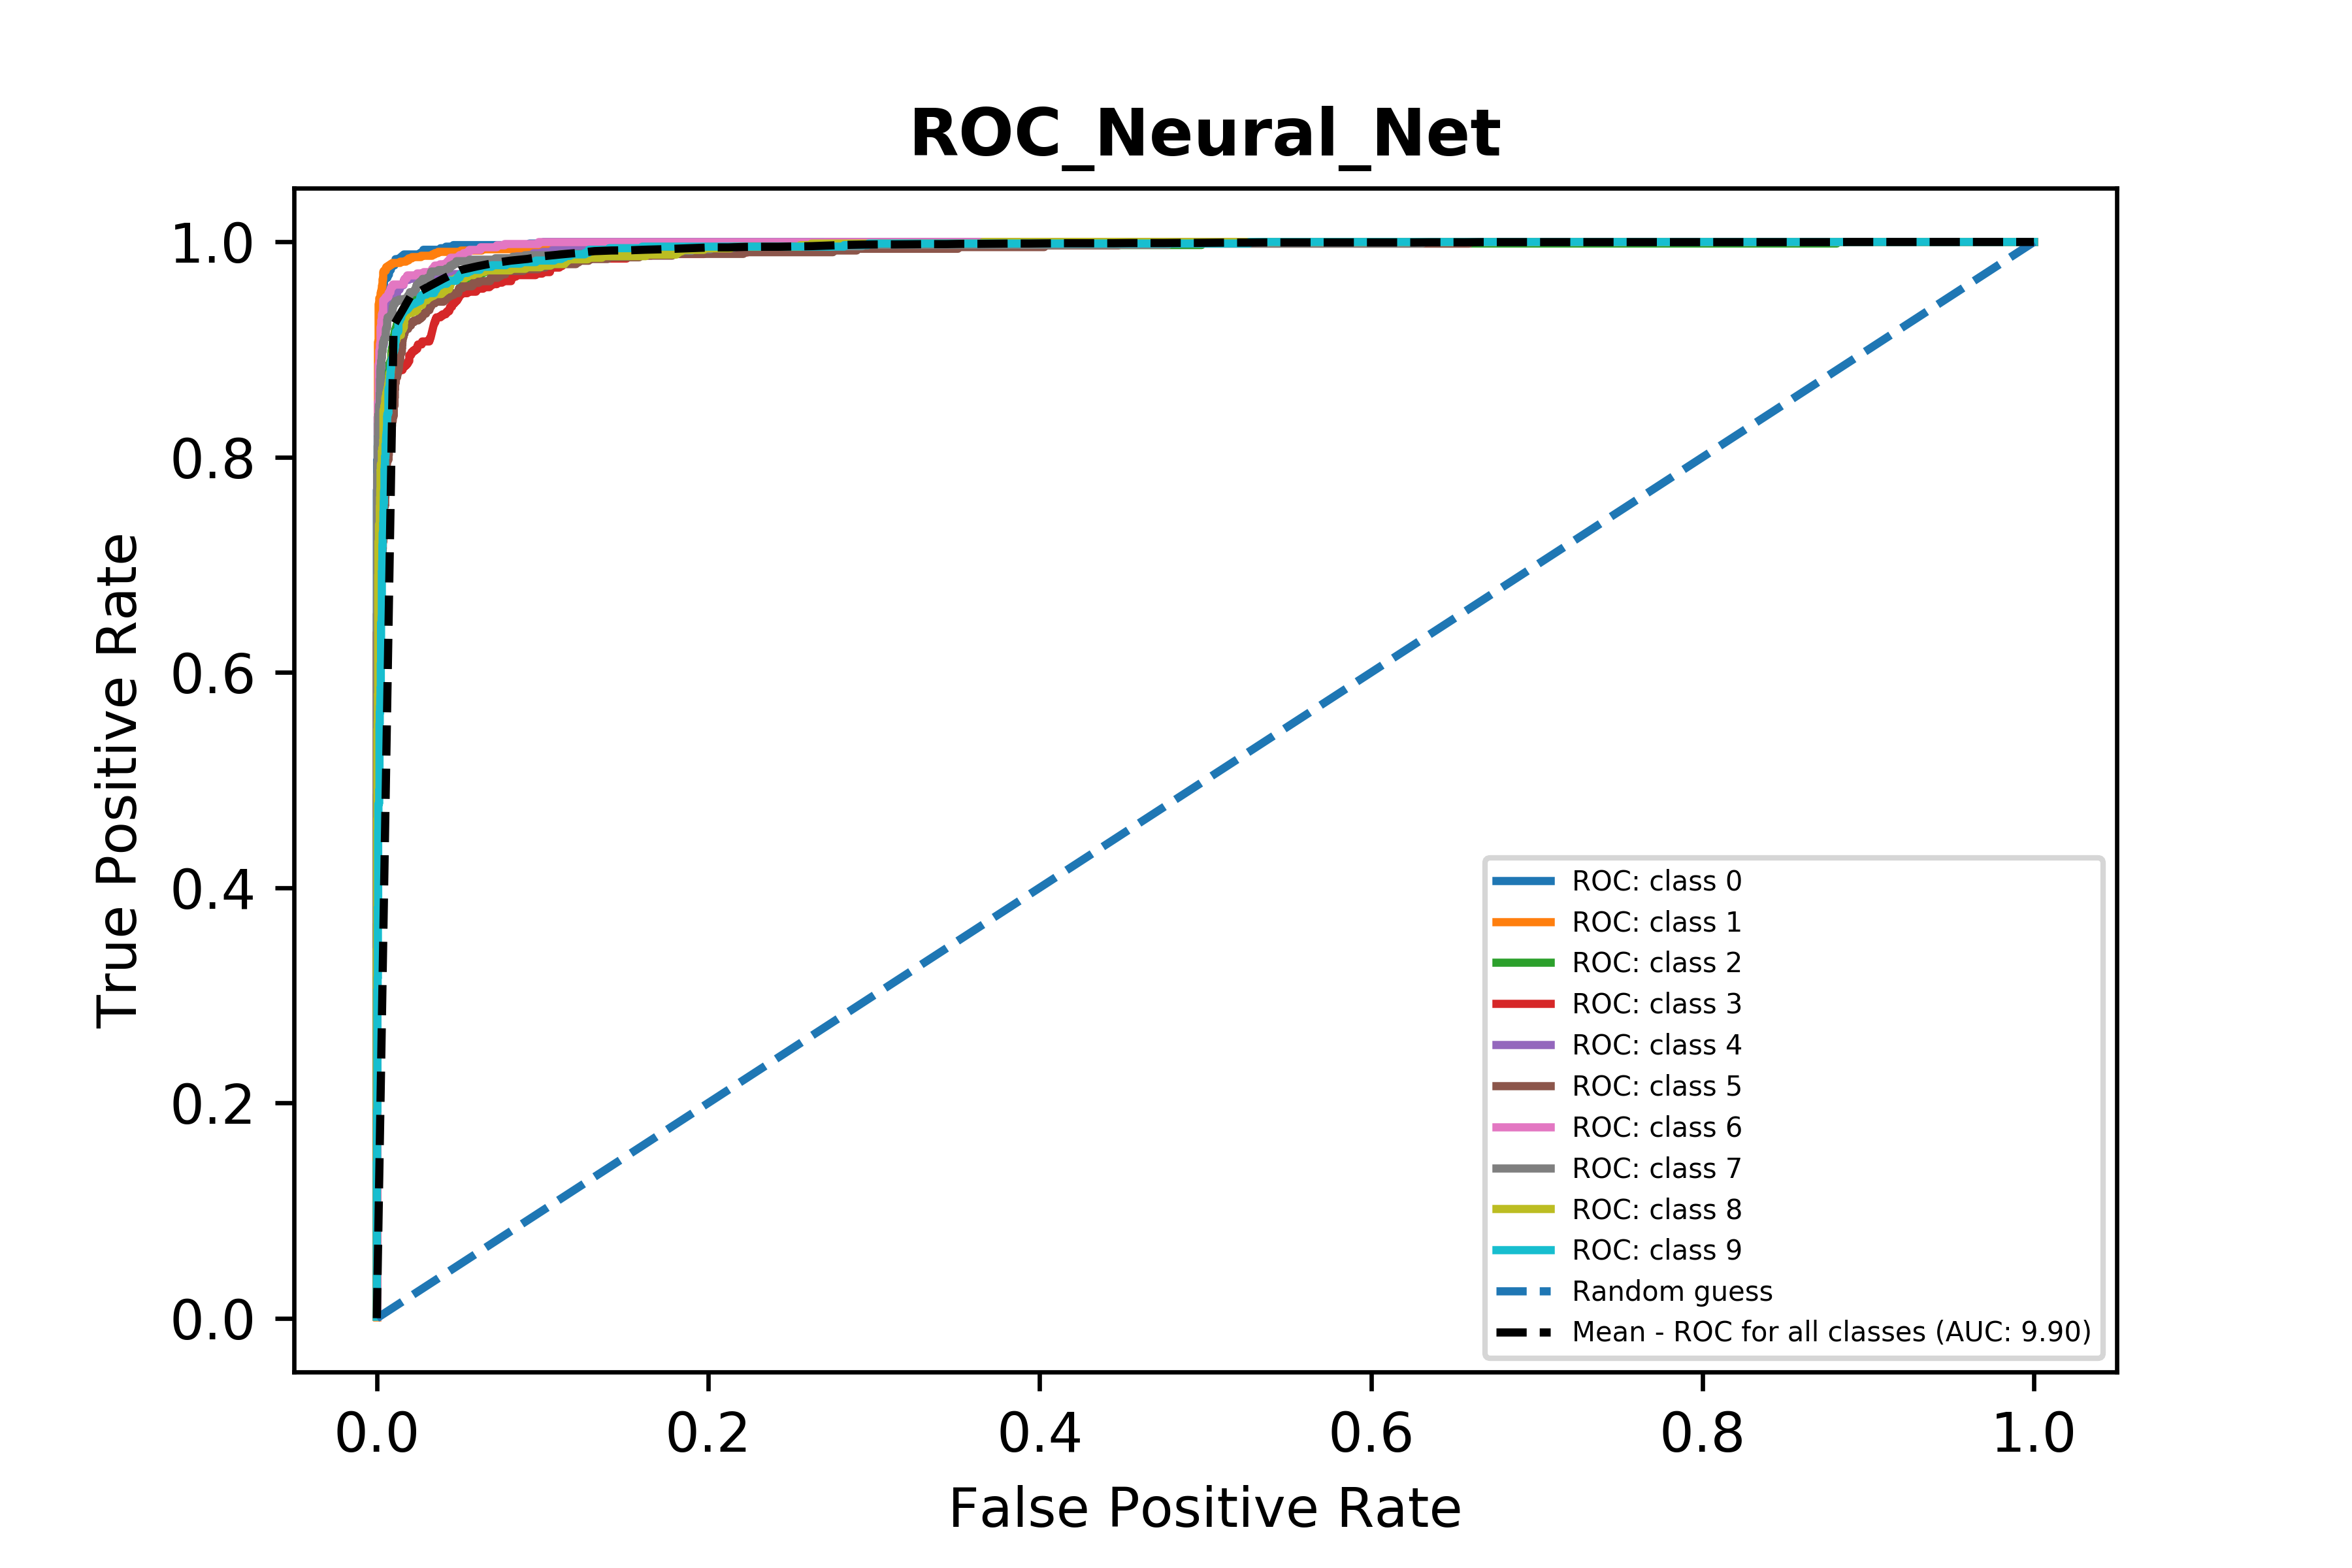 ROC_Neural_Net
1.0
0.8
0.6
0.4
0.2
0.0
True Positive Rate
ROC: class 0
ROC: class 1
ROC: class 2
ROC: class 3
ROC: class 4
ROC: class 5
ROC: class 6
ROC: class 7
ROC: class 8
ROC: class 9
Random guess
Mean - ROC for all classes (AUC: 9.90)
0.0 0.2 0.4 0.6 0.8 1.0
False Positive Rate